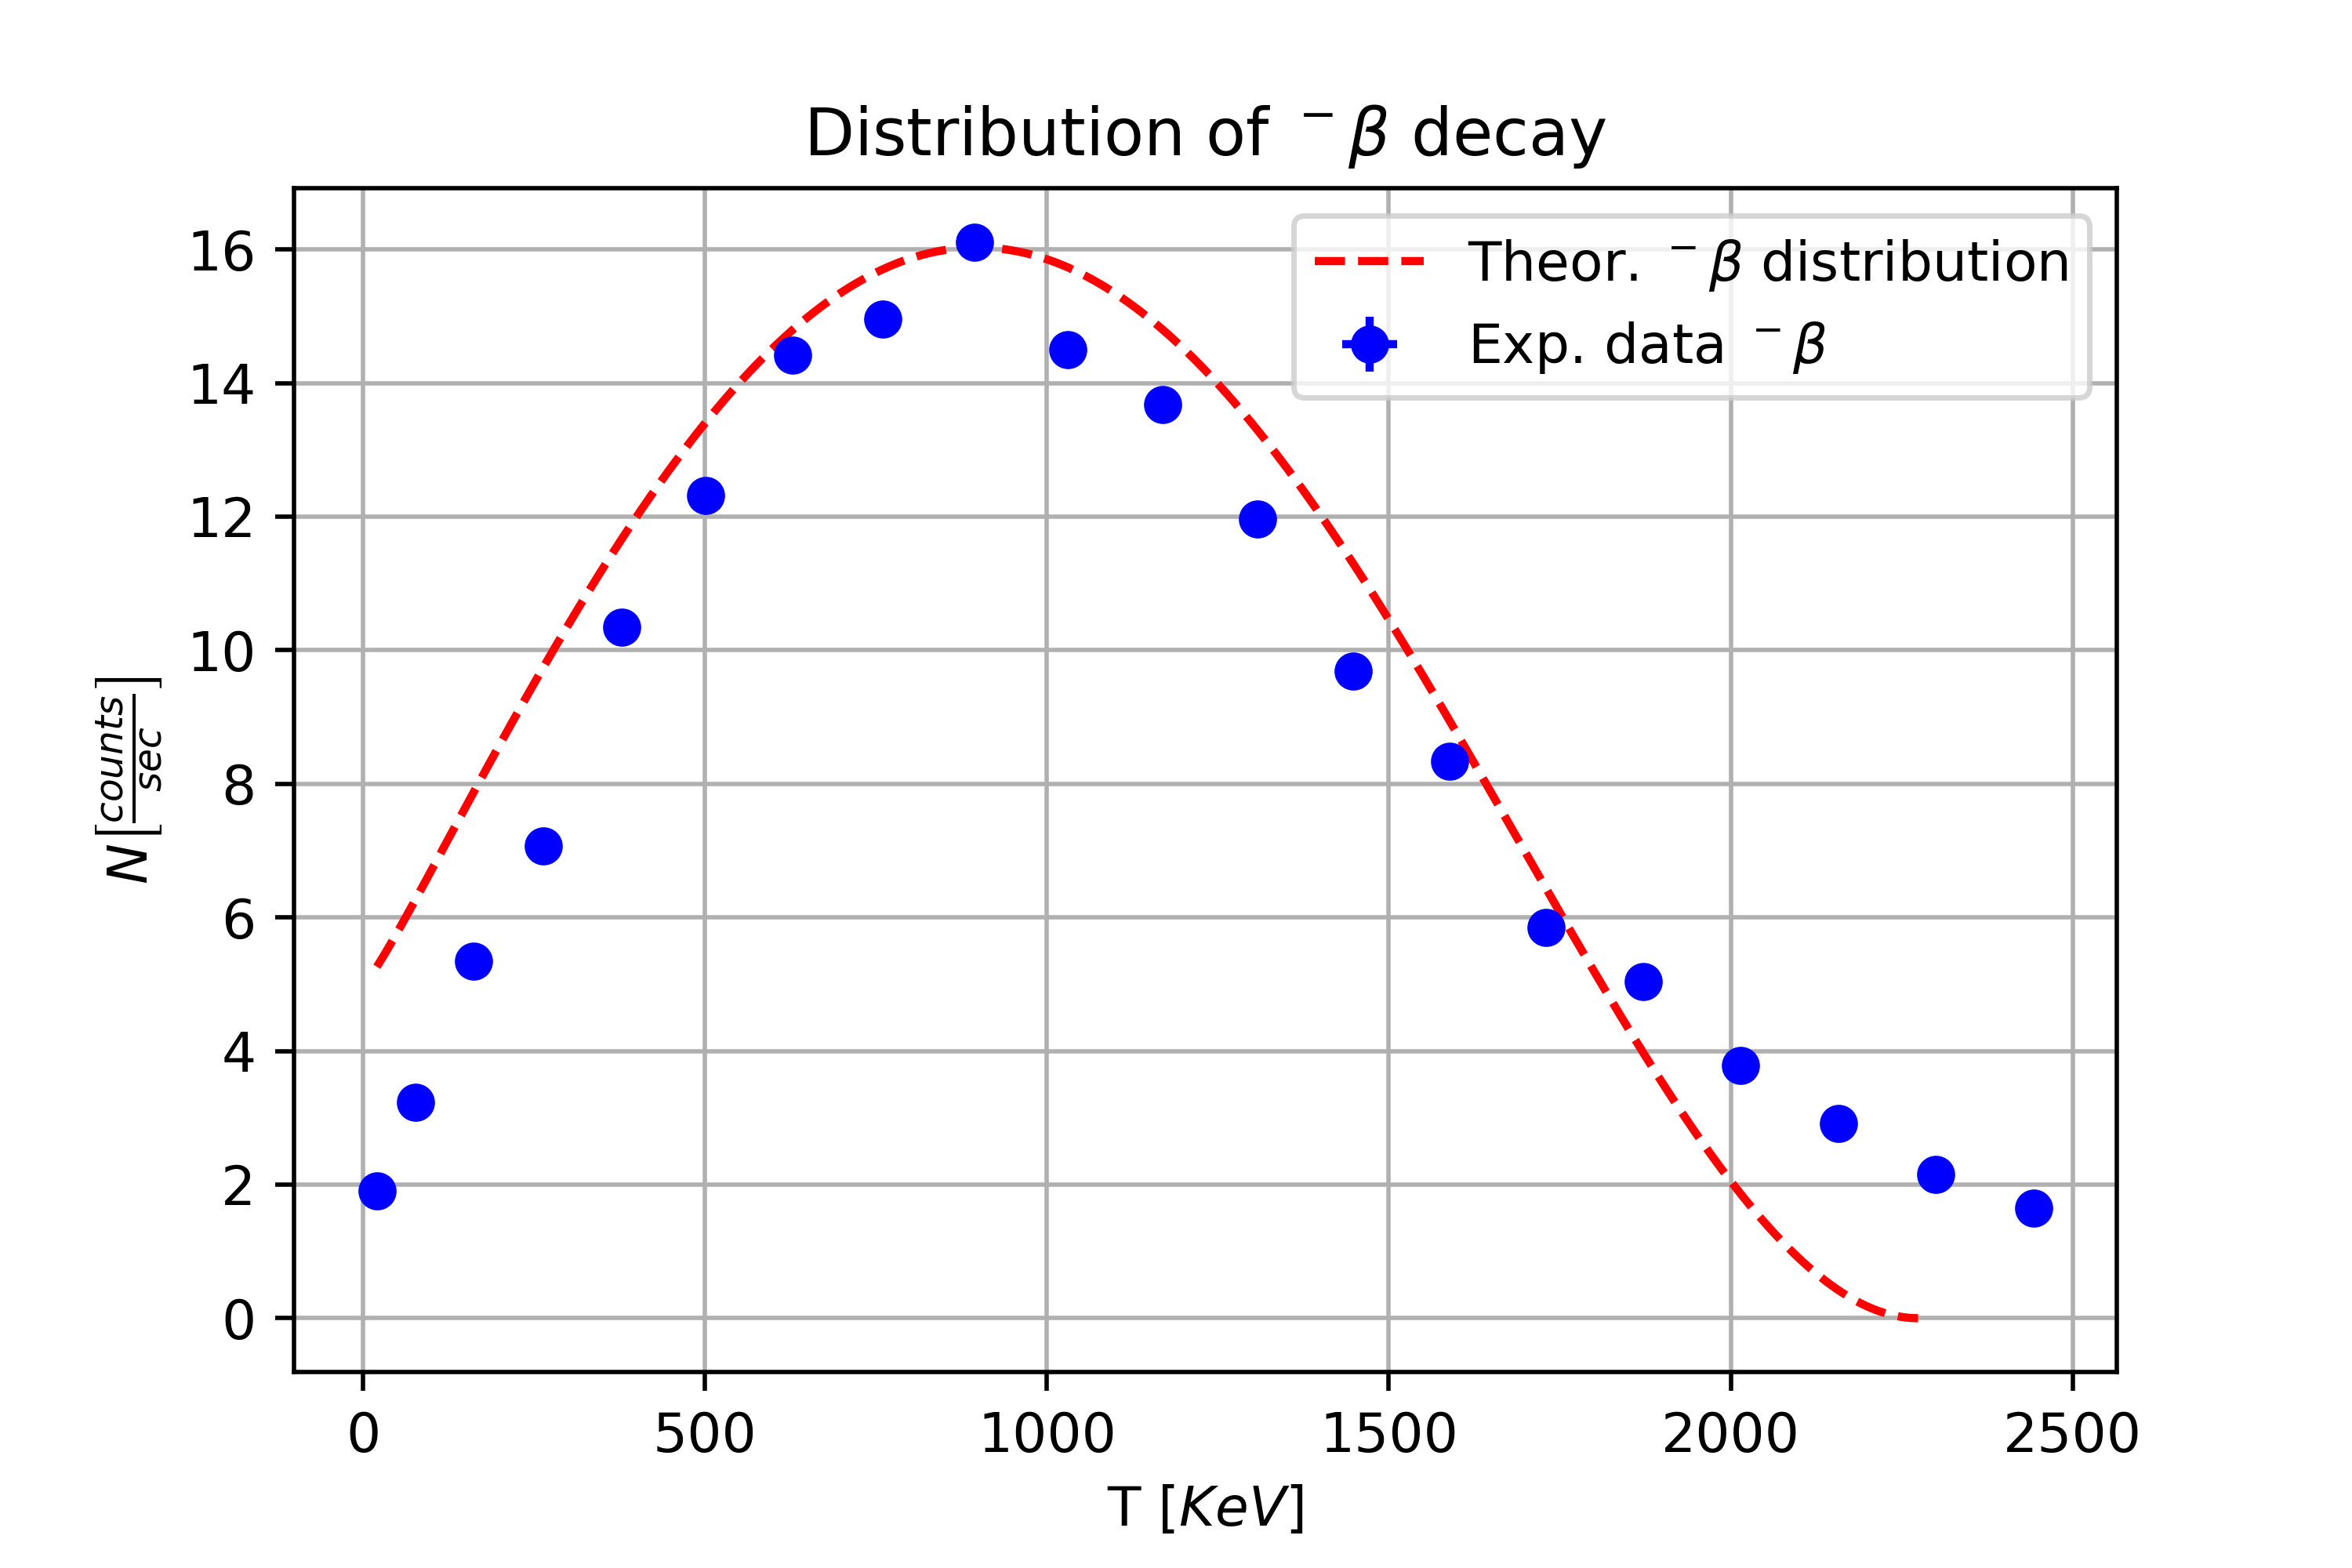 Distribution of ⁻β decay
Theor. ⁻β distribution
Exp. data ⁻β
N[counts/sec]
16
14
12
10
8
6
4
2
0
0 500 1000 1500 2000 2500
T [KeV]